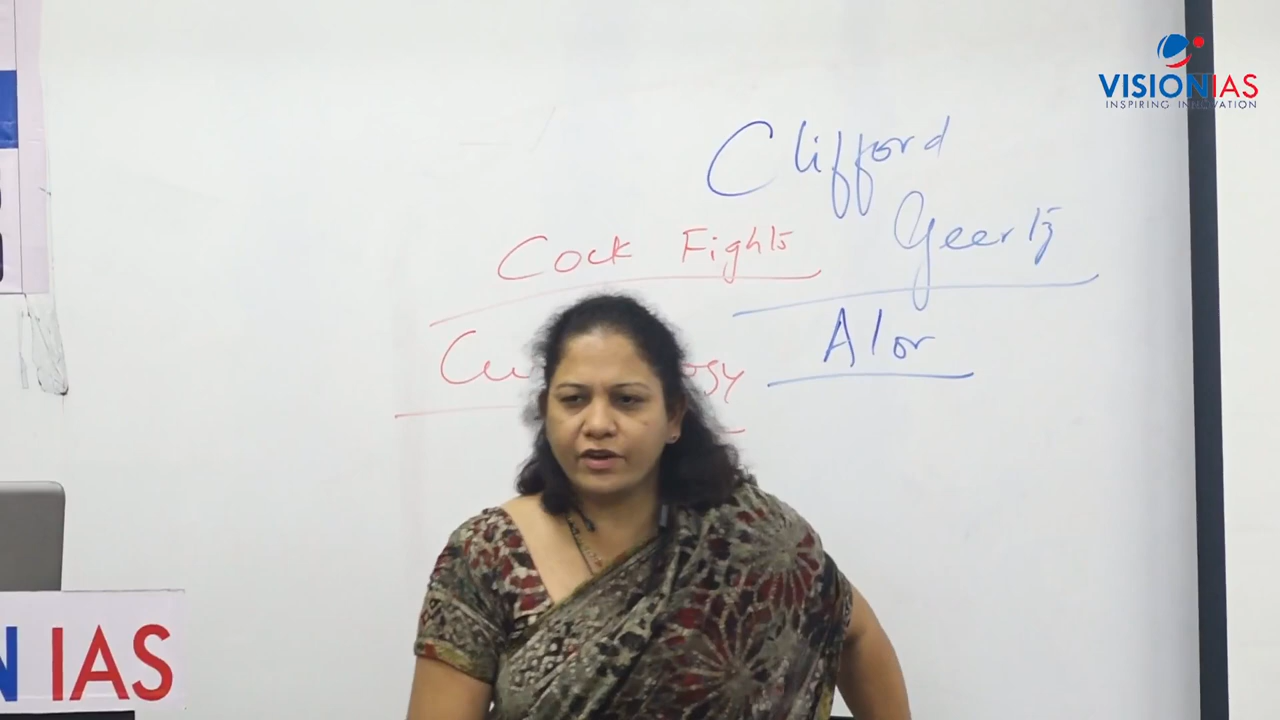 VISIONIAS
INSPIRING INNOVATION
Clifford
Geertz
Cock Fights
Alor
N IAS